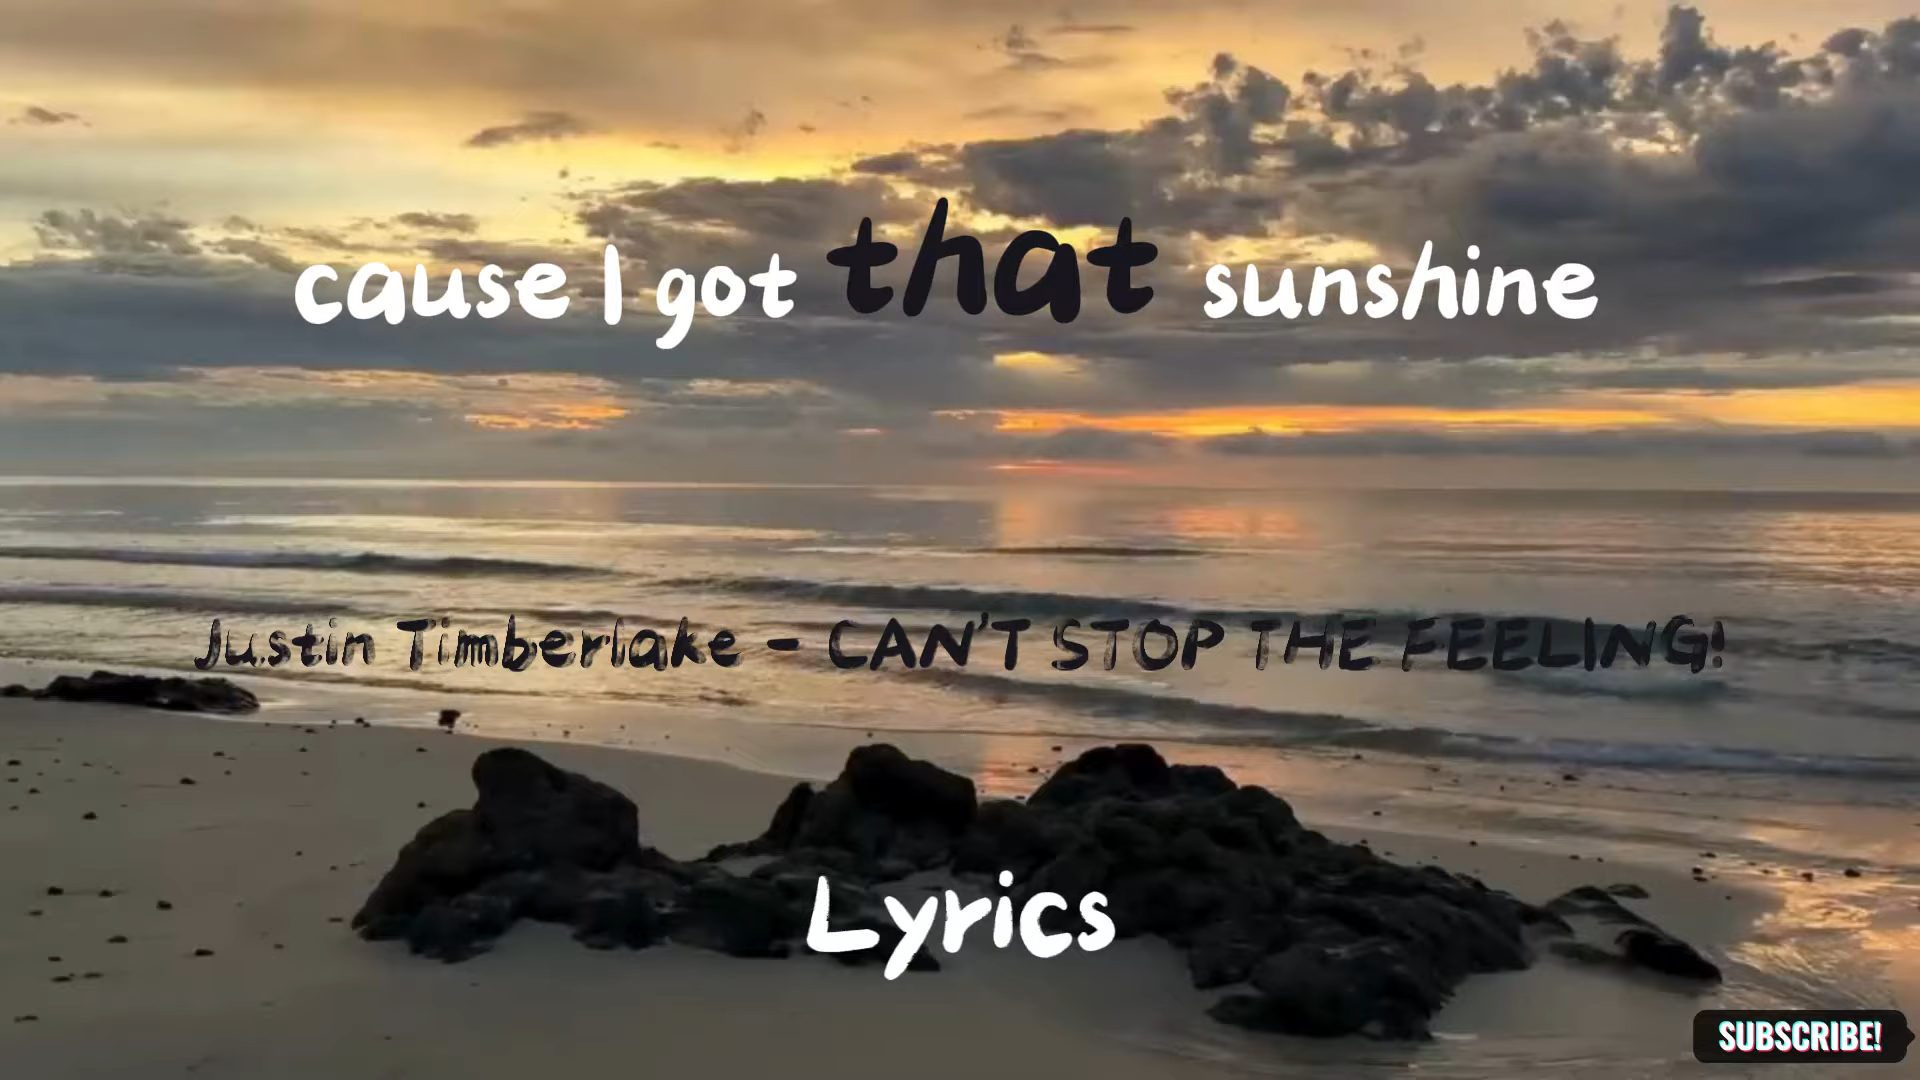 cause I got that sunshine
Justin Timberlake - CAN'T STOP THE FEELING!
Lyrics
SUBSCRIBE!